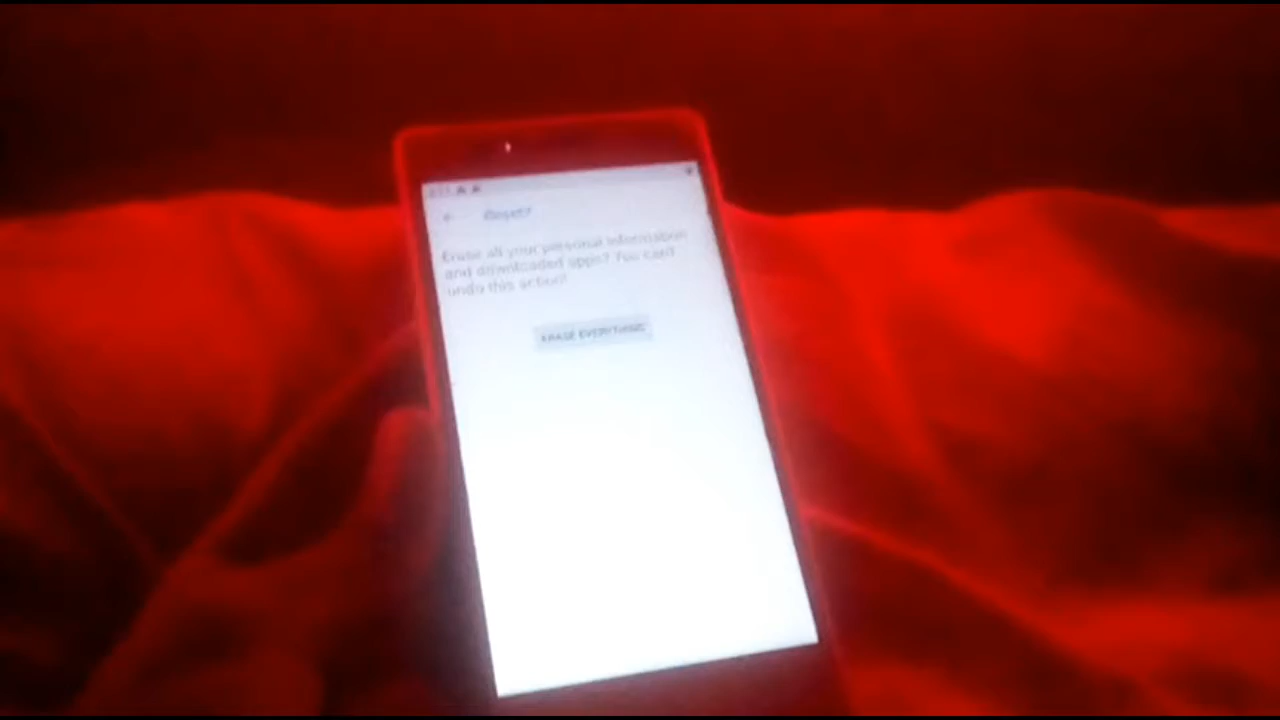 Reset?
Erase all your personal information
and downloaded apps? You can't
undo this action!
ERASE EVERYTHING